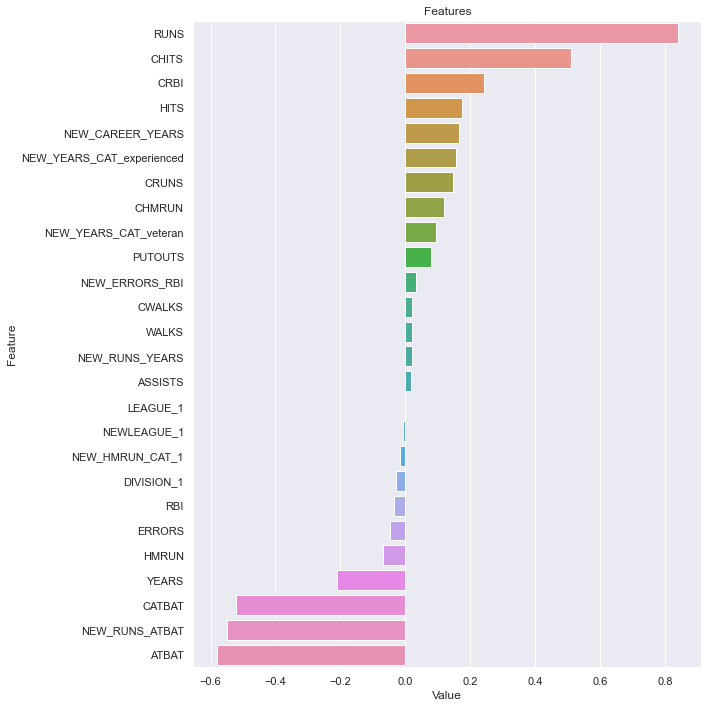 Features
RUNS
CHITS
CRBI
HITS
NEW_CAREER_YEARS
NEW_YEARS_CAT_experienced
CRUNS
CHMRUN
NEW_YEARS_CAT_veteran
PUTOUTS
NEW_ERRORS_RBI
CWALKS
WALKS
NEW_RUNS_YEARS
ASSISTS
LEAGUE_1
NEWLEAGUE_1
NEW_HMRUN_CAT_1
DIVISION_1
RBI
ERRORS
HMRUN
YEARS
CATBAT
NEW_RUNS_ATBAT
ATBAT
Feature
−0.6 −0.4 −0.2 0.0 0.2 0.4 0.6 0.8
Value